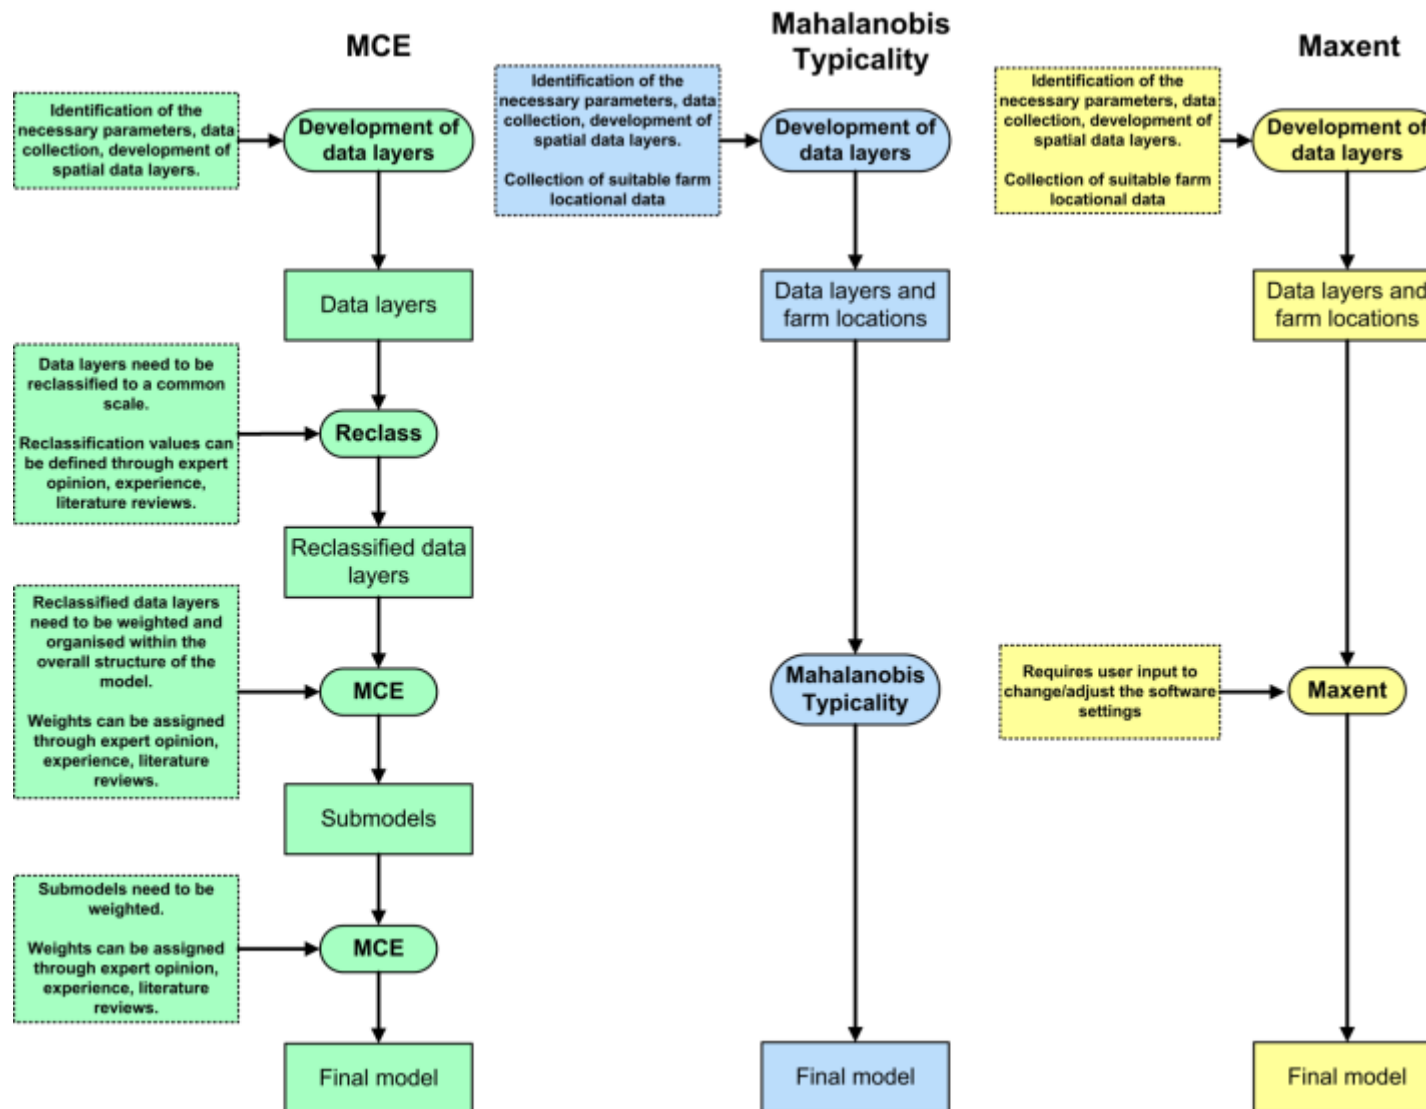 MCE
Identification of the
necessary parameters, data
collection, development of
spatial data layers.
Development of
data layers
Data layers
Data layers need to be
reclassified to a common
scale.
Reclassification values can
be defined through expert
opinion, experience,
literature reviews.
Reclass
Reclassified data
layers
Reclassified data layers
need to be weighted and
organised within the
overall structure of the
model.
Weights can be assigned
through expert opinion,
experience, literature
reviews.
MCE
Submodels
Submodels need to be
weighted.
Weights can be assigned
through expert opinion,
experience, literature
reviews.
MCE
Final model
Mahalanobis
Typicality
Identification of the
necessary parameters, data
collection, development of
spatial data layers.
Collection of suitable farm
locational data
Development of
data layers
Data layers and
farm locations
Mahalanobis
Typicality
Final model
Maxent
Identification of the
necessary parameters, data
collection, development of
spatial data layers.
Collection of suitable farm
locational data
Development of
data layers
Data layers and
farm locations
Requires user input to
change/adjust the software
settings
Maxent
Final model